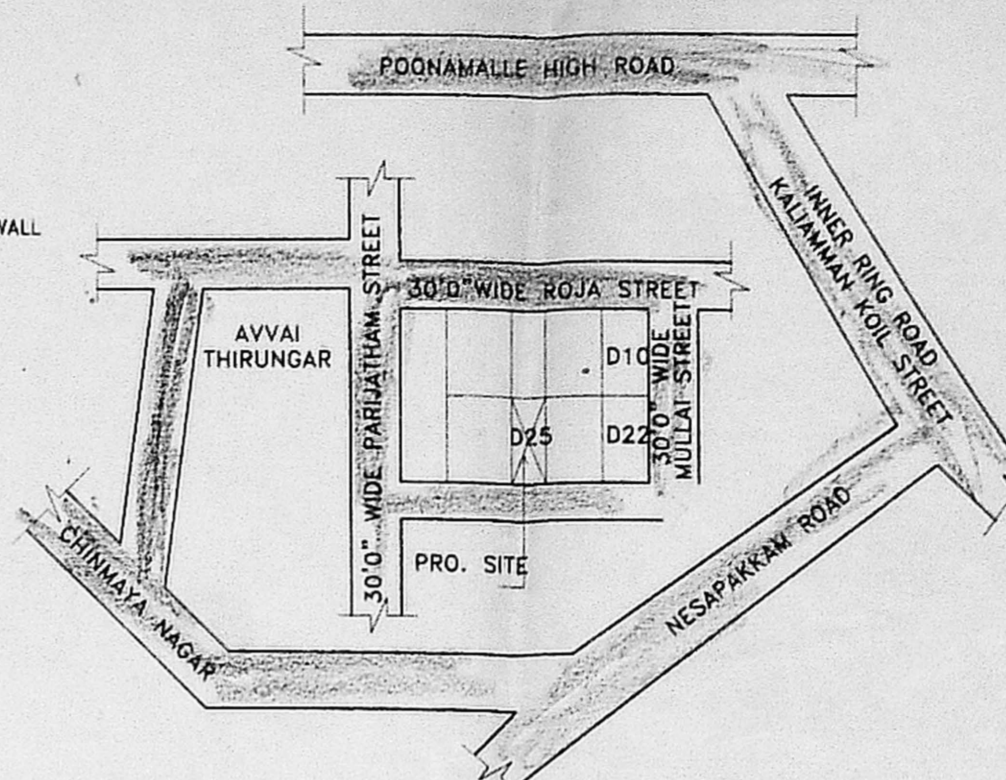 POONAMALLE HIGH ROAD
INNER RING ROAD
KALIAMMAN KOIL STREET
WALL
30'0" WIDE PARIJATHAM STREET
30'0" WIDE ROJA STREET
AVVAI
THIRUNGAR
D10
30'0" WIDE
MULLAI STREET
D25
D22
PRO. SITE
CHINMAYA NAGAR
NESAPAKKAM ROAD